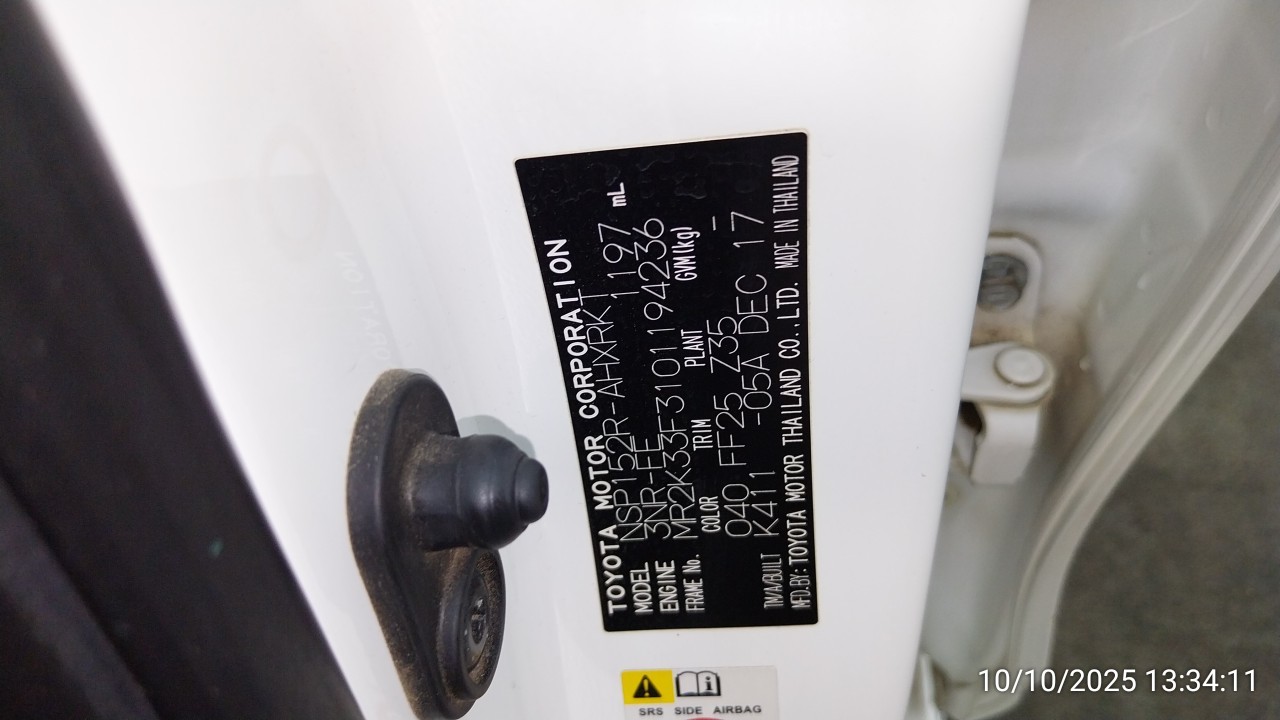 TOYOTA MOTOR CORPORATION
MODEL NSP152R-AHXRKT 1197 mL
ENGINE 3NR-FE
FRAME No. MR2K33F3101194236
COLOR TRIM PLANT GVM(kg)
040 FF25 Z35 -
TM/A/BUILT K411 -05A DEC 17
MFD.BY: TOYOTA MOTOR THAILAND CO.,LTD. MADE IN THAILAND
SRS SIDE AIRBAG
10/10/2025 13:34:11